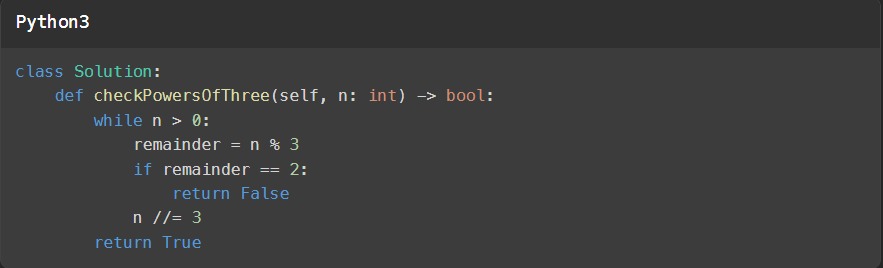 Python3
class Solution:
    def checkPowersOfThree(self, n: int) -> bool:
        while n > 0:
            remainder = n % 3
            if remainder == 2:
                return False
            n //= 3
        return True